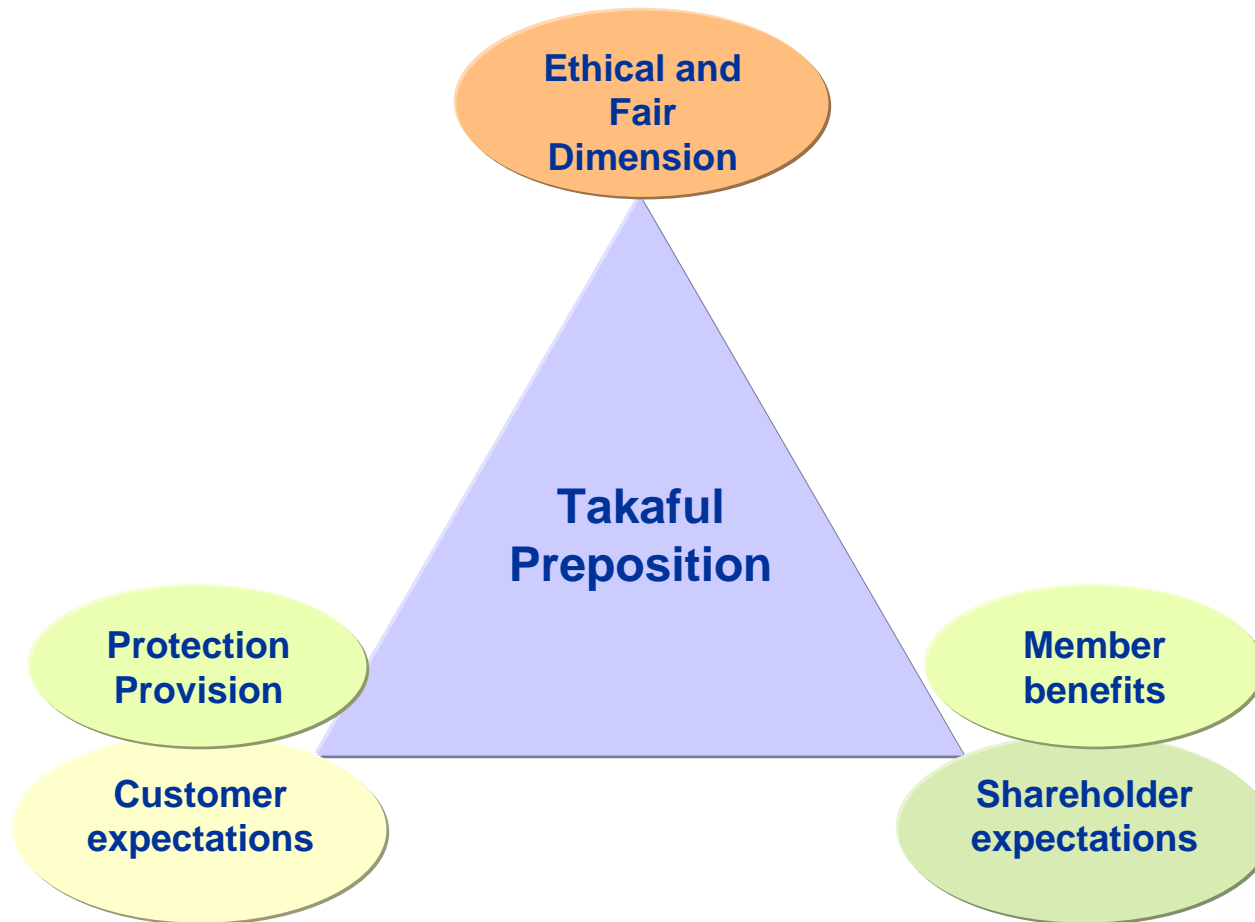 Ethical and
Fair
Dimension
Takaful
Preposition
Protection
Provision
Member
benefits
Customer
expectations
Shareholder
expectations